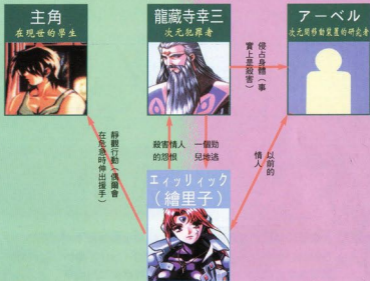 主角
在現世的學生
龍藏寺幸三
次元犯罪者
アーベル
次元間移動裝置的研究者
侵占身體（事
實上是殺害）
靜觀行動（偶爾會
在危急時伸出援手）
殺害情人
的怨恨
一個勁
兒地逃
以前的
情人
エィッリィック
（繪里子）